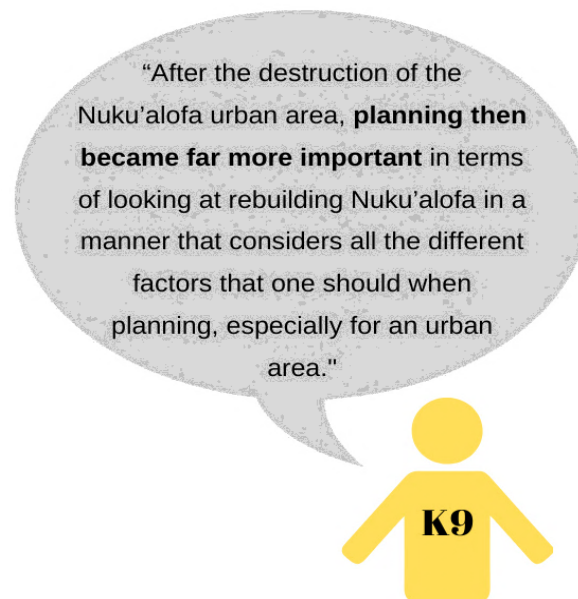 “After the destruction of the
Nuku’alofa urban area, planning then
became far more important in terms
of looking at rebuilding Nuku’alofa in a
manner that considers all the different
factors that one should when
planning, especially for an urban
area."
K9